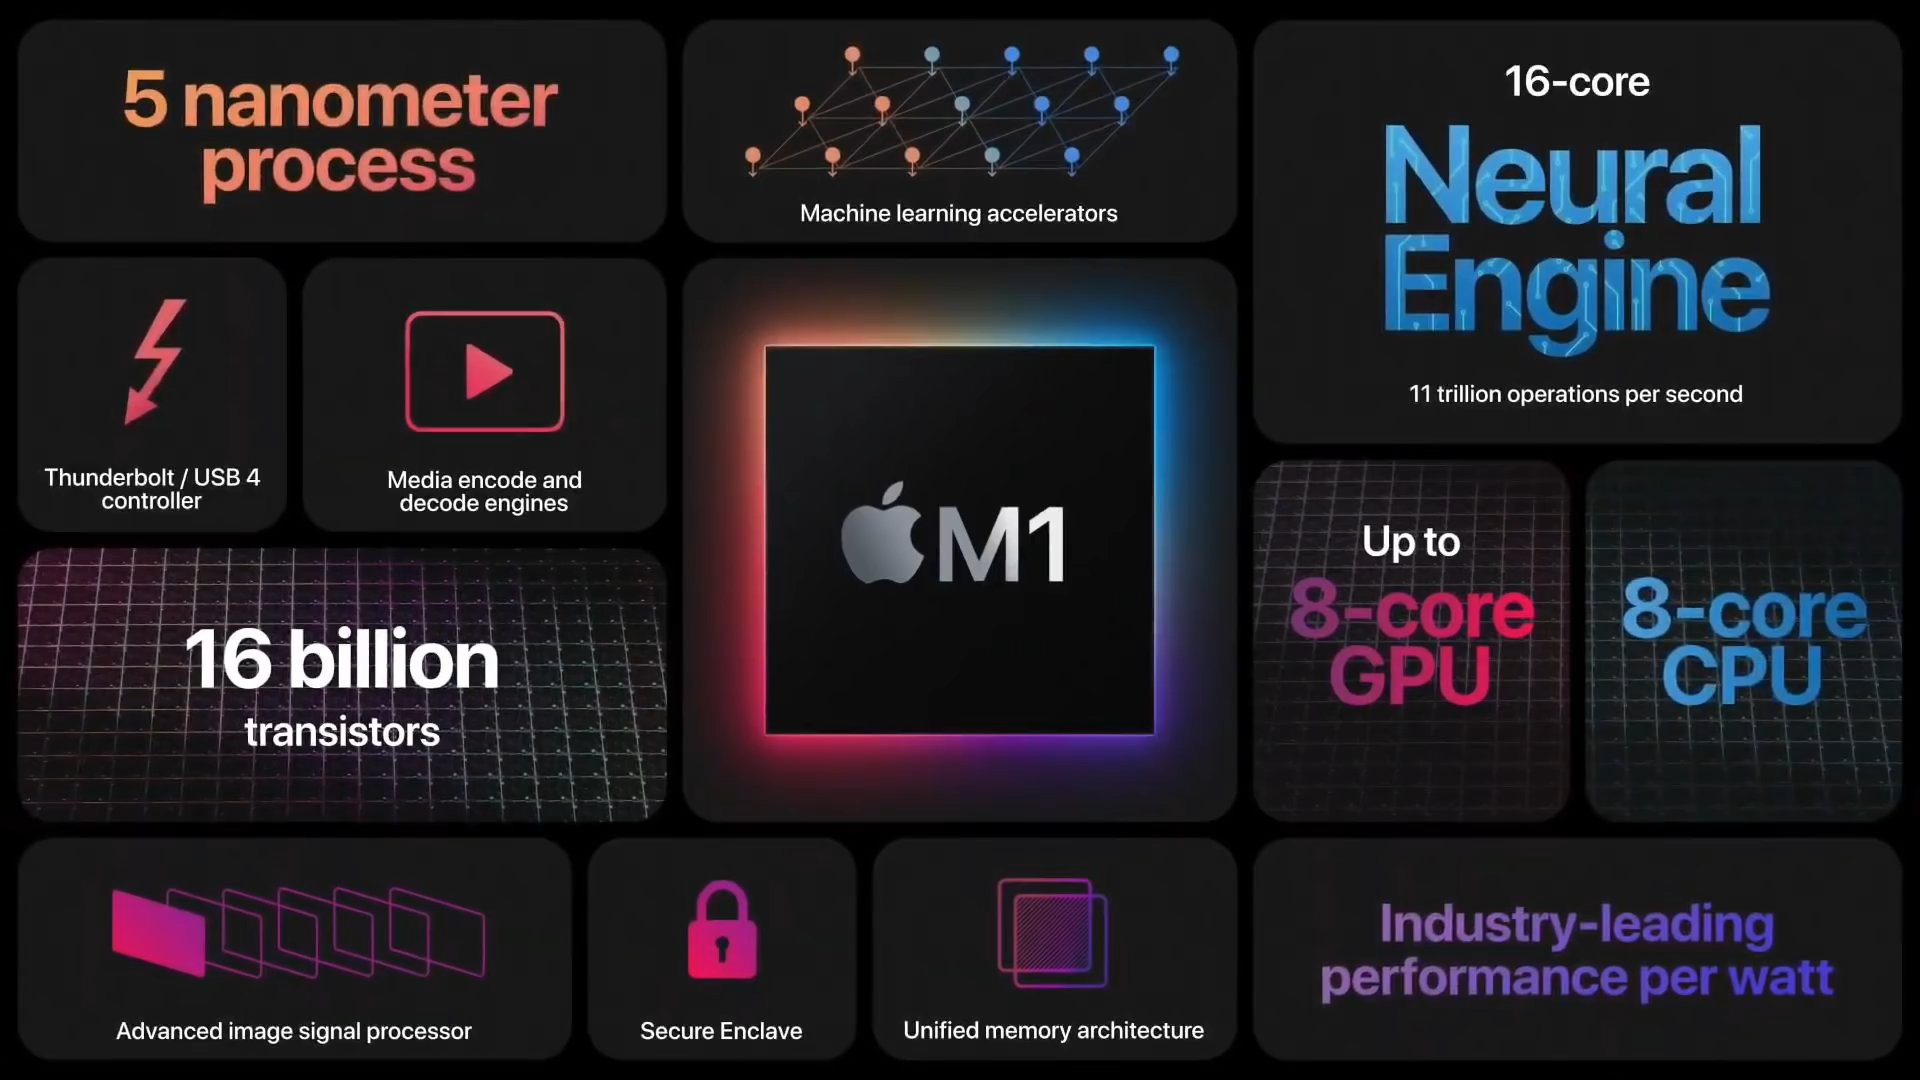 5 nanometer
process
Machine learning accelerators
16-core
Neural
Engine
11 trillion operations per second
Thunderbolt / USB 4
controller
Media encode and
decode engines
M1
Up to
8-core
GPU
8-core
CPU
16 billion
transistors
Advanced image signal processor
Secure Enclave
Unified memory architecture
Industry-leading
performance per watt